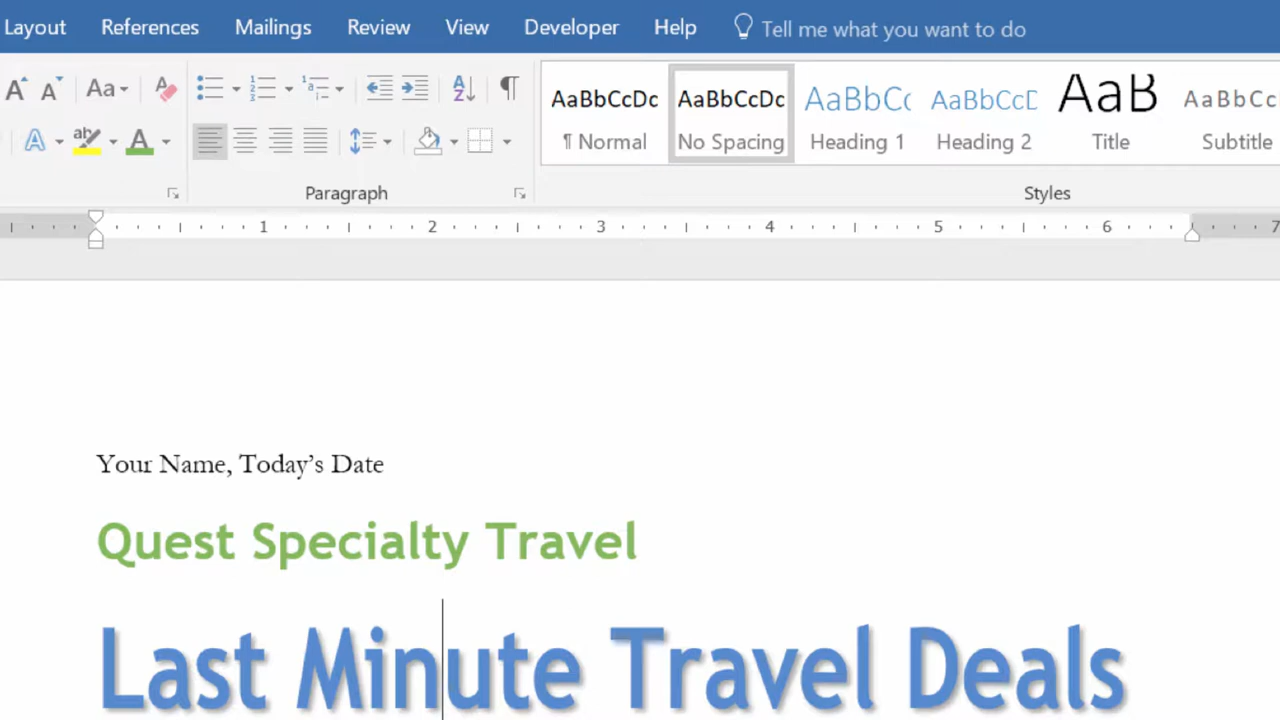 Layout References Mailings Review View Developer Help Tell me what you want to do
A A Aa A A Z ¶ AaBbCcDc AaBbCcDc AaBbCc AaBbCcD AaB AaBbCc
A A ¶ Normal No Spacing Heading 1 Heading 2 Title Subtitle
Paragraph Styles
1 2 3 4 5 6 7
Your Name, Today’s Date
Quest Specialty Travel
Last Minute Travel Deals